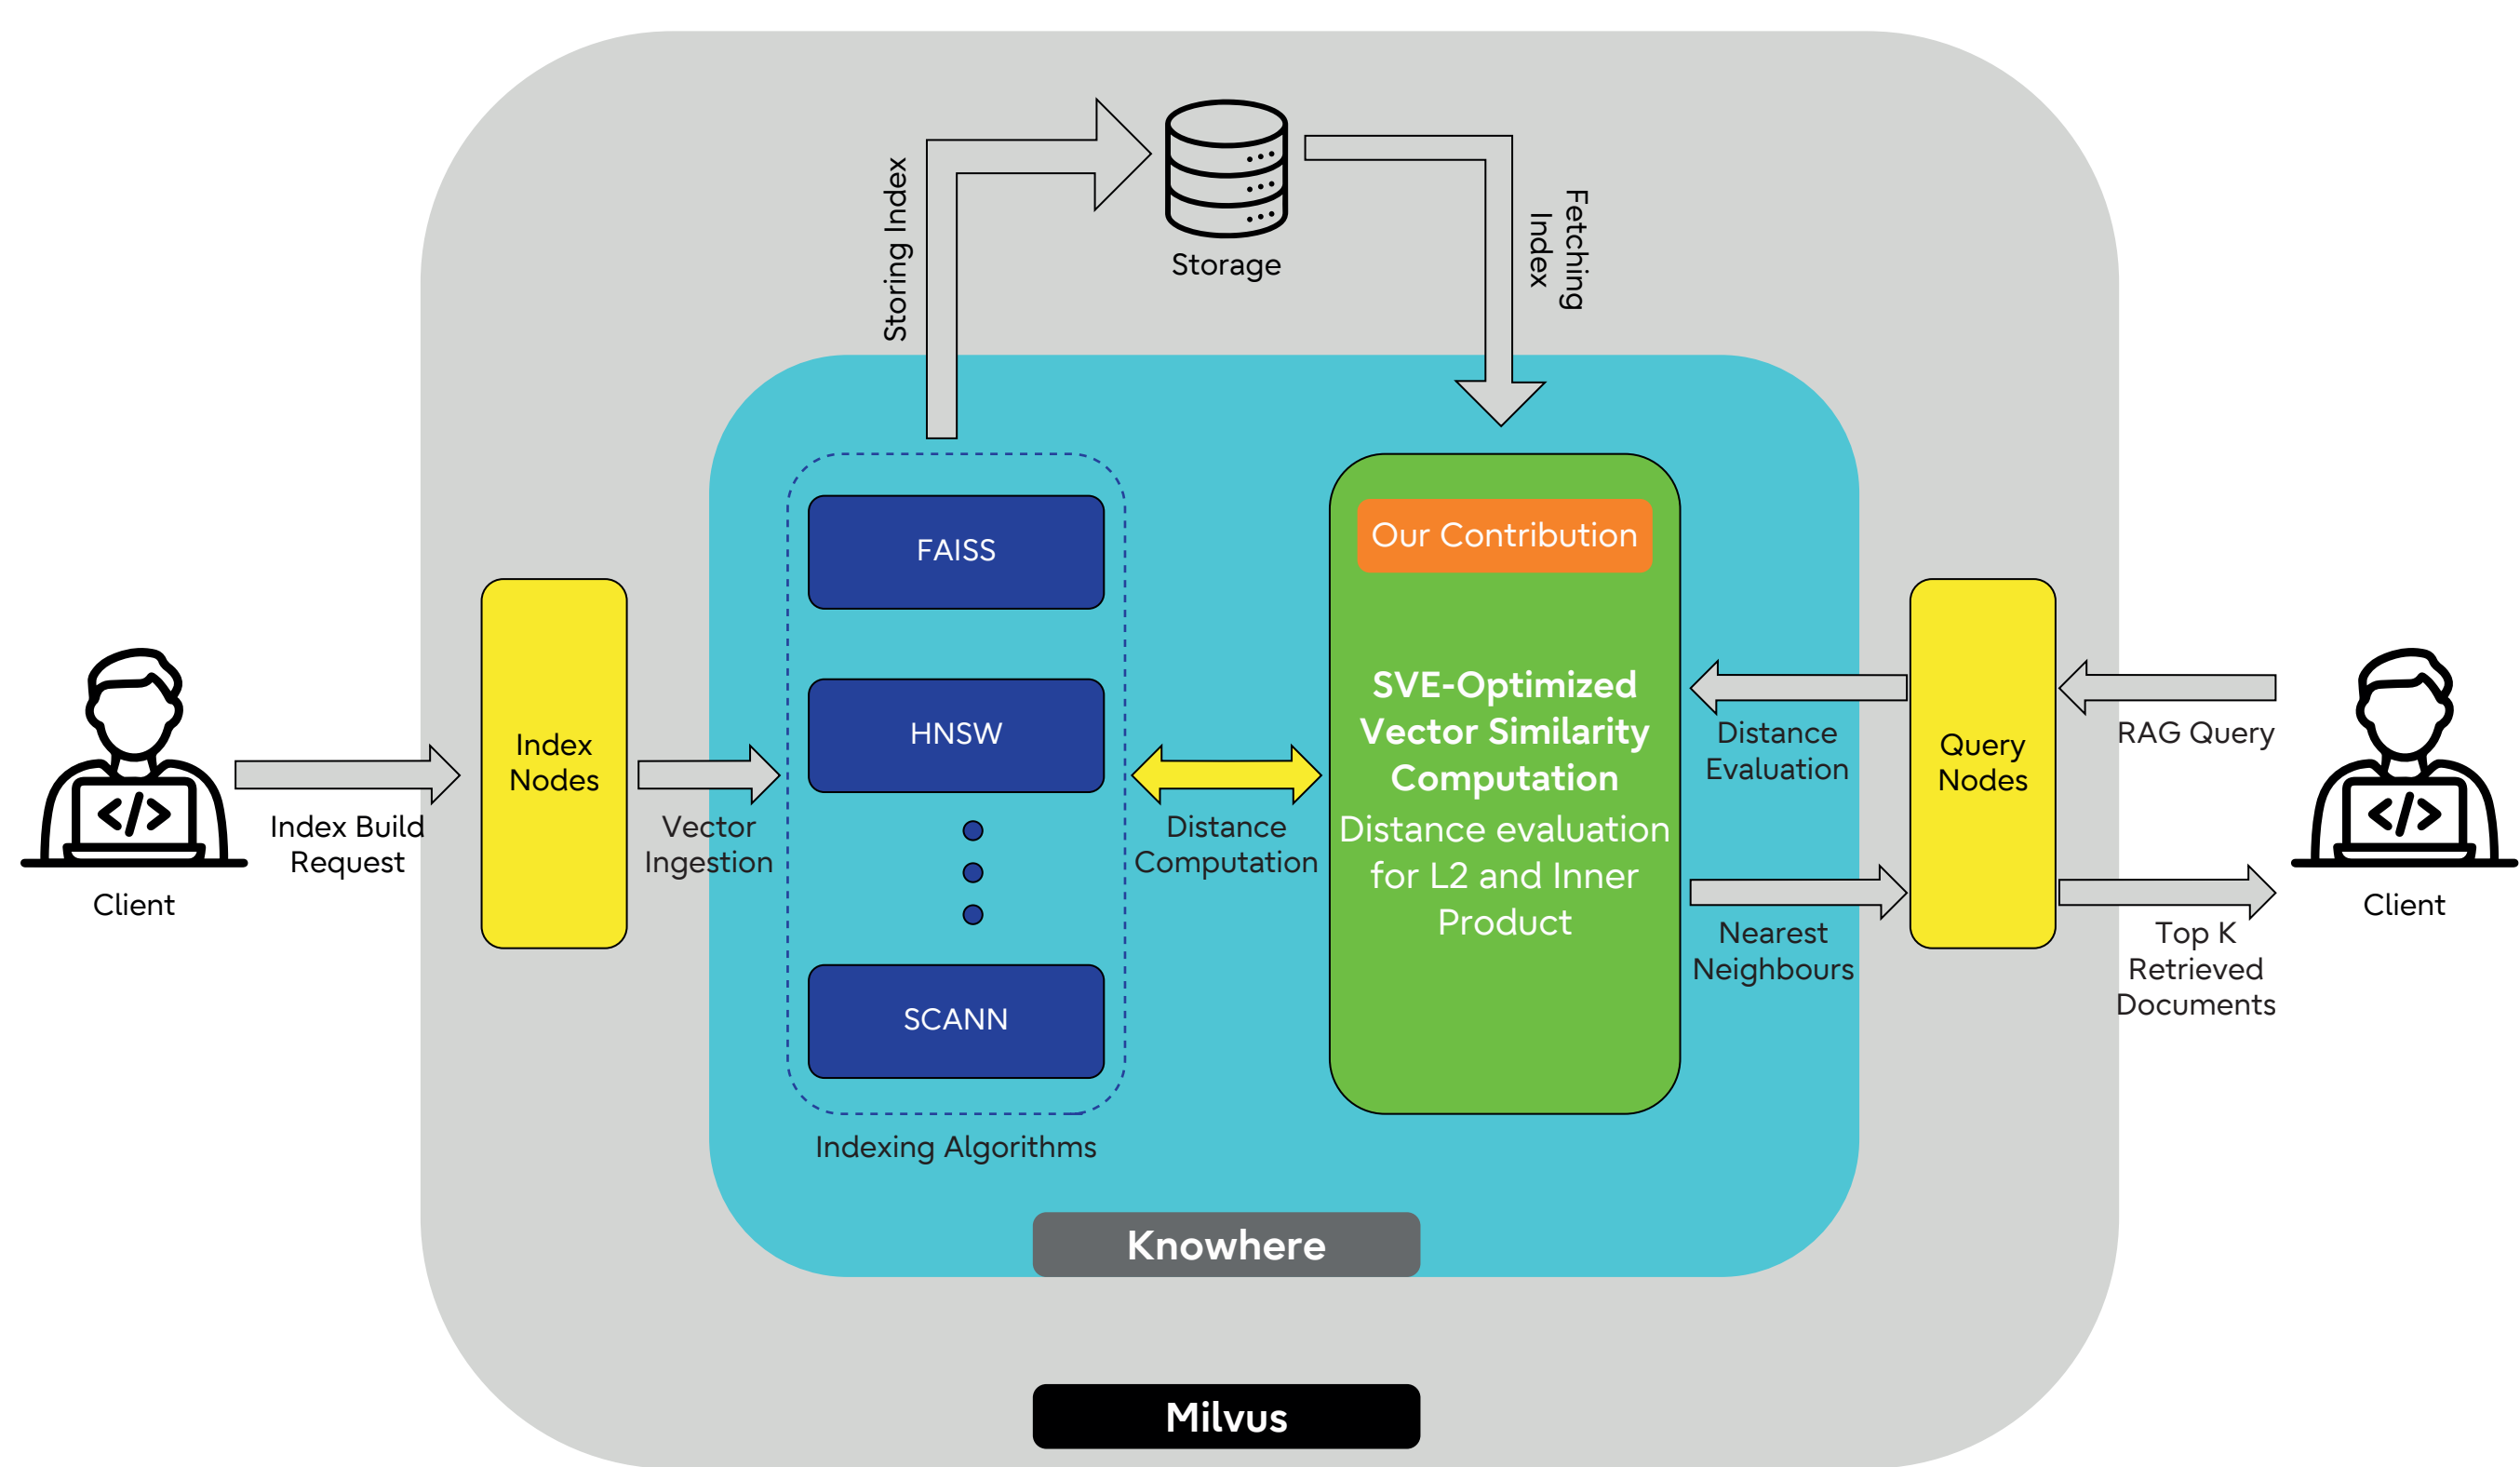 Storing Index
Storage
Fetching
Index
FAISS
HNSW
SCANN
Indexing Algorithms
Our Contribution
SVE-Optimized
Vector Similarity
Computation
Distance evaluation
for L2 and Inner
Product
Client
Index Build
Request
Index
Nodes
Vector
Ingestion
Distance
Computation
Distance
Evaluation
Nearest
Neighbours
Query
Nodes
RAG Query
Top K
Retrieved
Documents
Client
Knowhere
Milvus